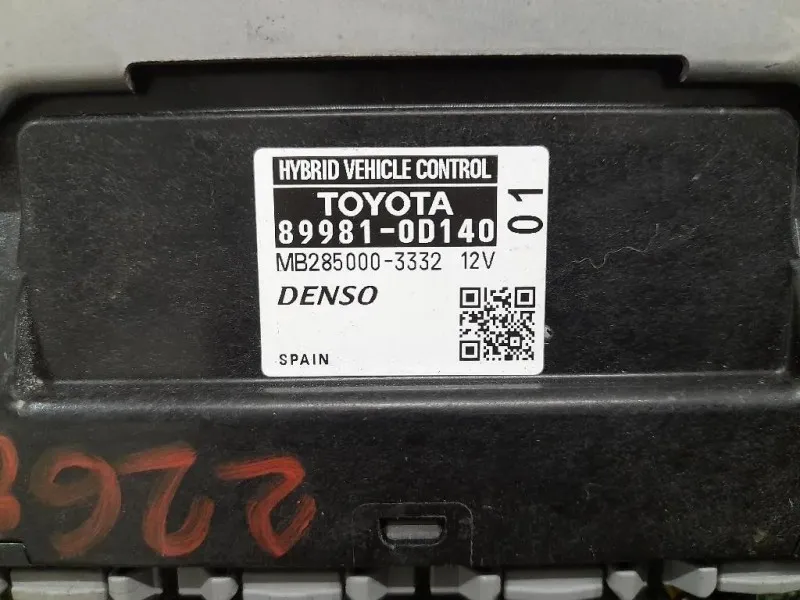 HYBRID VEHICLE CONTROL
TOYOTA
89981-0D140
01
MB285000-3332 12V
DENSO
SPAIN